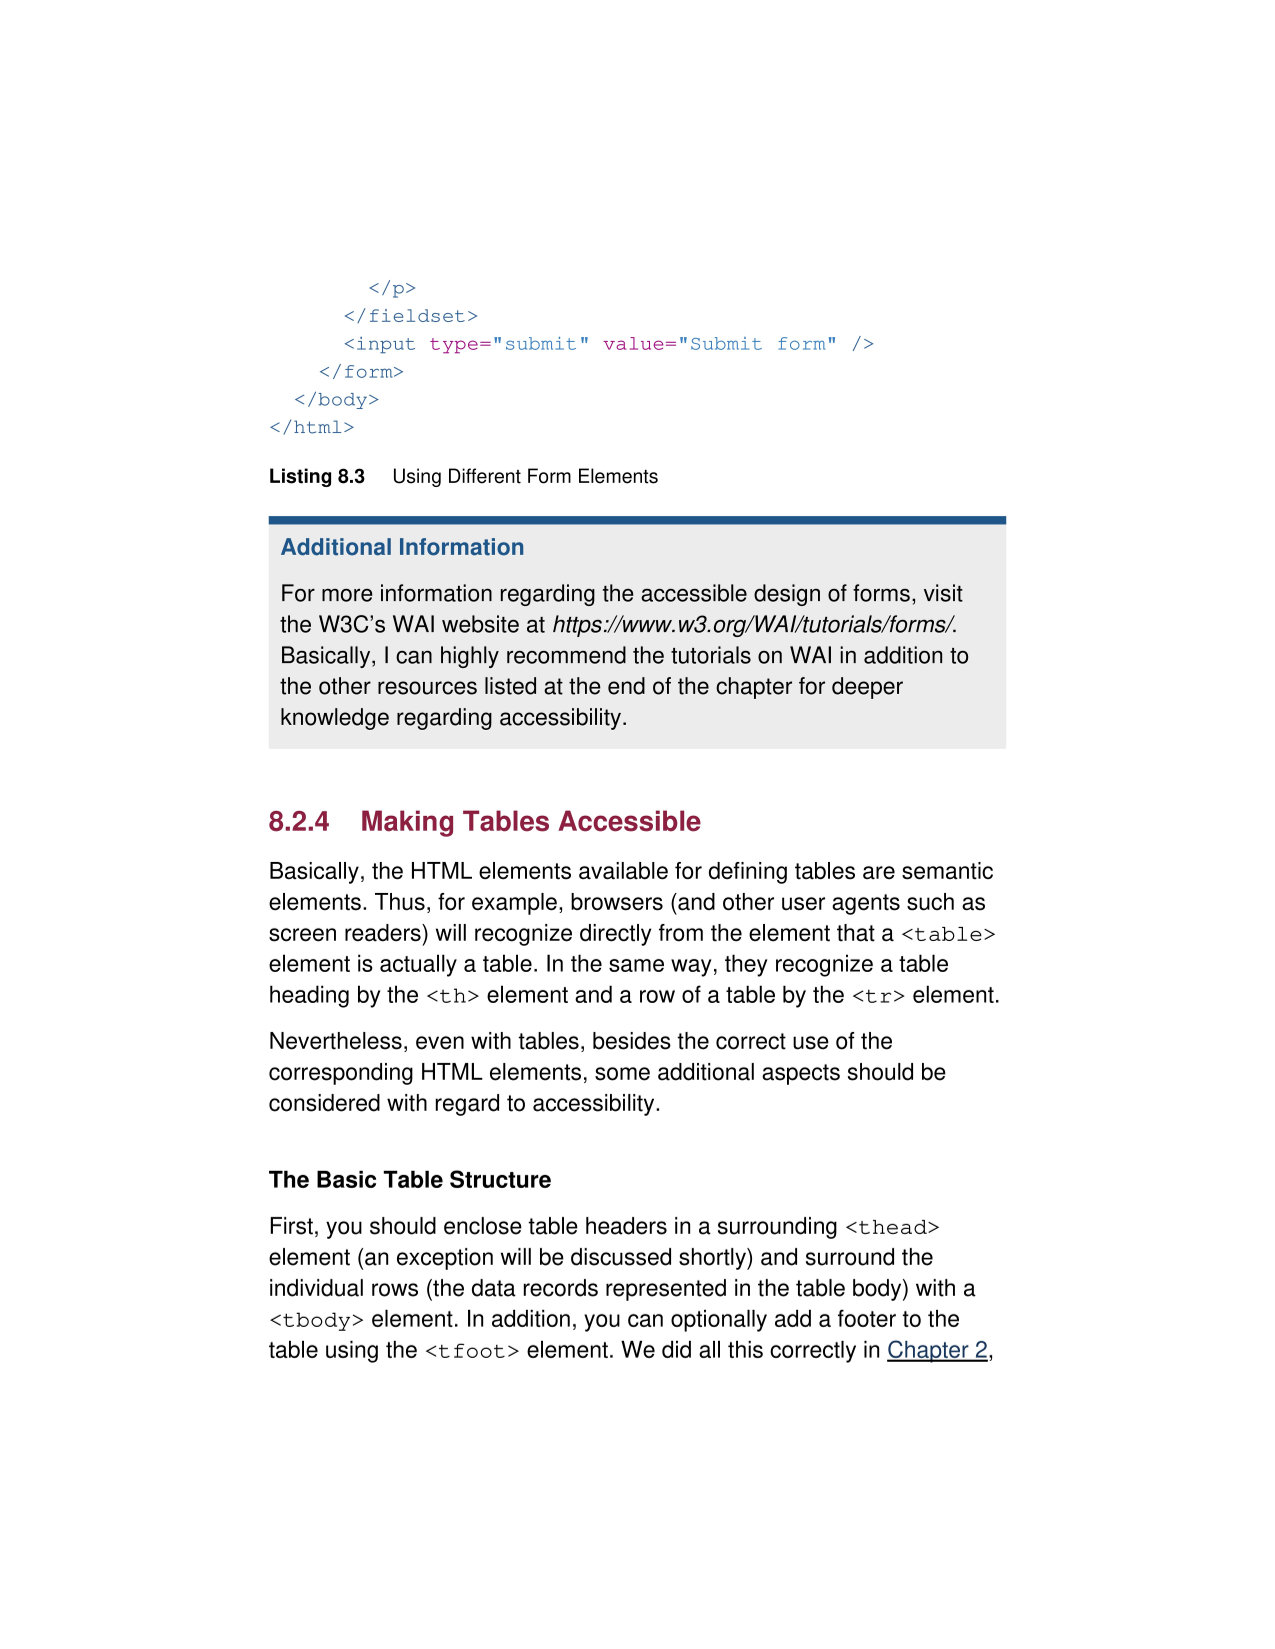 </p>
      </fieldset>
      <input type="submit" value="Submit form" />
    </form>
  </body>
</html>
Listing 8.3 Using Different Form Elements
Additional Information
For more information regarding the accessible design of forms, visit
the W3C’s WAI website at https://www.w3.org/WAI/tutorials/forms/.
Basically, I can highly recommend the tutorials on WAI in addition to
the other resources listed at the end of the chapter for deeper
knowledge regarding accessibility.
8.2.4 Making Tables Accessible
Basically, the HTML elements available for defining tables are semantic
elements. Thus, for example, browsers (and other user agents such as
screen readers) will recognize directly from the element that a <table>
element is actually a table. In the same way, they recognize a table
heading by the <th> element and a row of a table by the <tr> element.
Nevertheless, even with tables, besides the correct use of the
corresponding HTML elements, some additional aspects should be
considered with regard to accessibility.
The Basic Table Structure
First, you should enclose table headers in a surrounding <thead>
element (an exception will be discussed shortly) and surround the
individual rows (the data records represented in the table body) with a
<tbody> element. In addition, you can optionally add a footer to the
table using the <tfoot> element. We did all this correctly in Chapter 2,